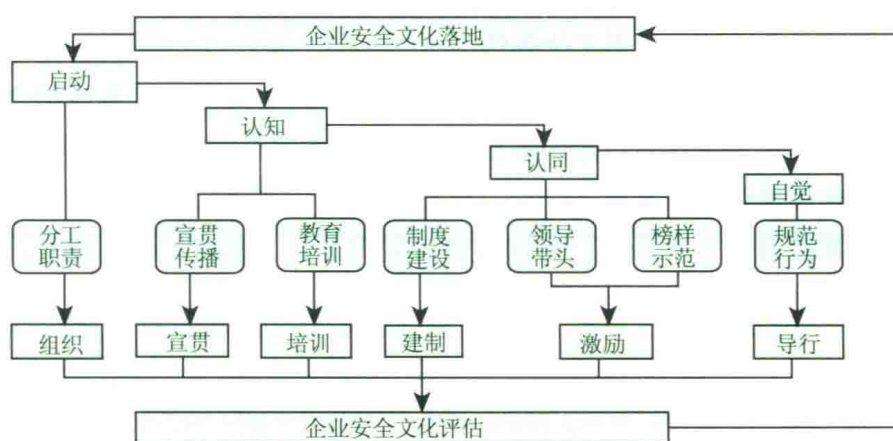 企业安全文化落地
启动
认知
认同
自觉
分工
职责
宣贯
传播
教育
培训
制度
建设
领导
带头
榜样
示范
规范
行为
组织
宣贯
培训
建制
激励
导行
企业安全文化评估